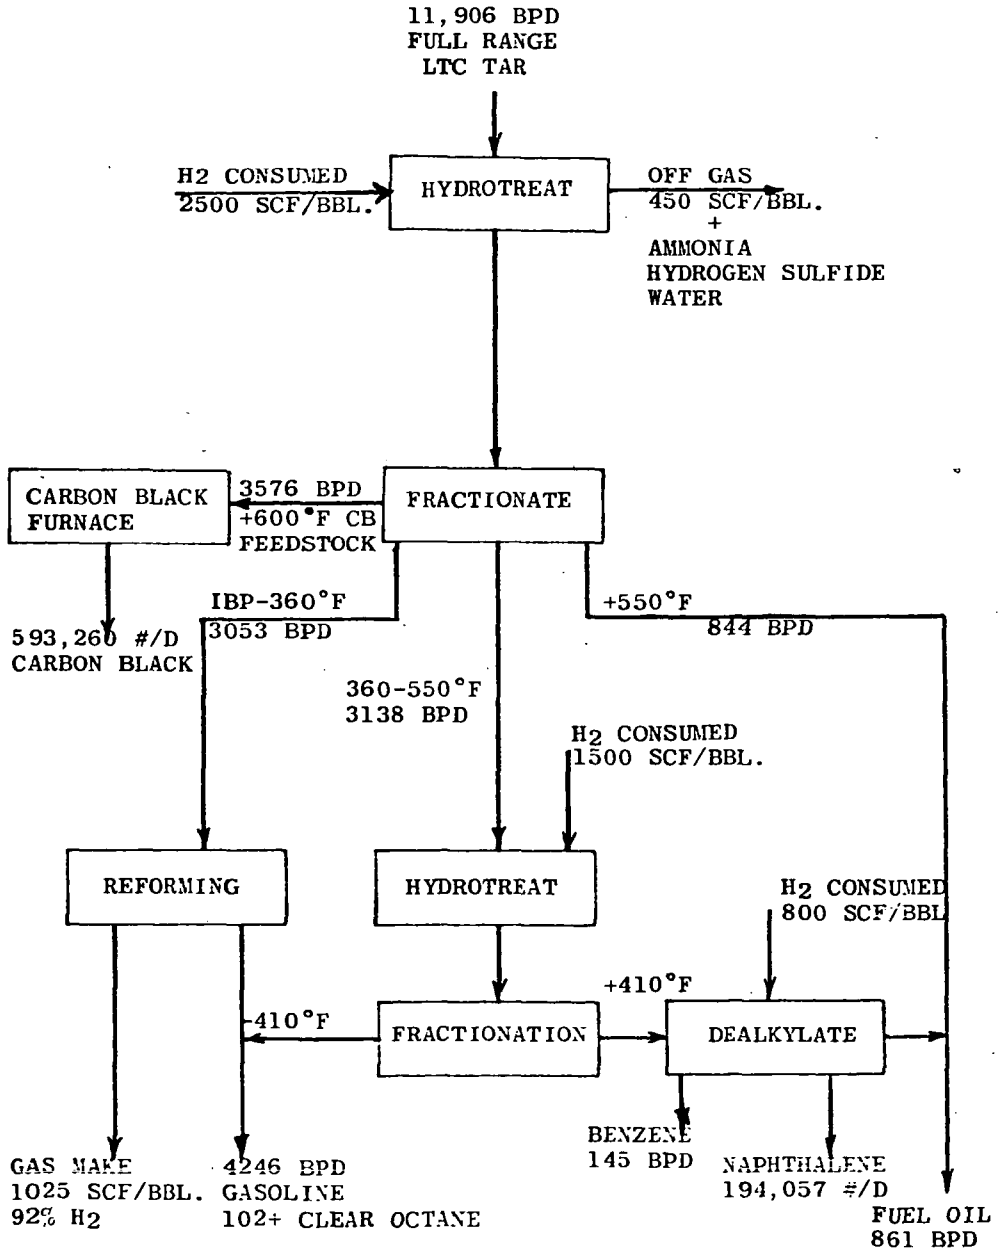 11,906 BPD
FULL RANGE
LTC TAR
H2 CONSUMED
2500 SCF/BBL.
HYDROTREAT
OFF GAS
450 SCF/BBL.
+
AMMONIA
HYDROGEN SULFIDE
WATER
CARBON BLACK
FURNACE
3576 BPD
+600°F CB
FEEDSTOCK
FRACTIONATE
593,260 #/D
CARBON BLACK
IBP-360°F
3053 BPD
+550°F
844 BPD
360-550°F
3138 BPD
H2 CONSUMED
1500 SCF/BBL.
REFORMING
HYDROTREAT
H2 CONSUMED
800 SCF/BBL
-410°F
FRACTIONATION
+410°F
DEALKYLATE
GAS MAKE
1025 SCF/BBL.
92% H2
4246 BPD
GASOLINE
102+ CLEAR OCTANE
BENZENE
145 BPD
NAPHTHALENE
194,057 #/D
FUEL OIL
861 BPD